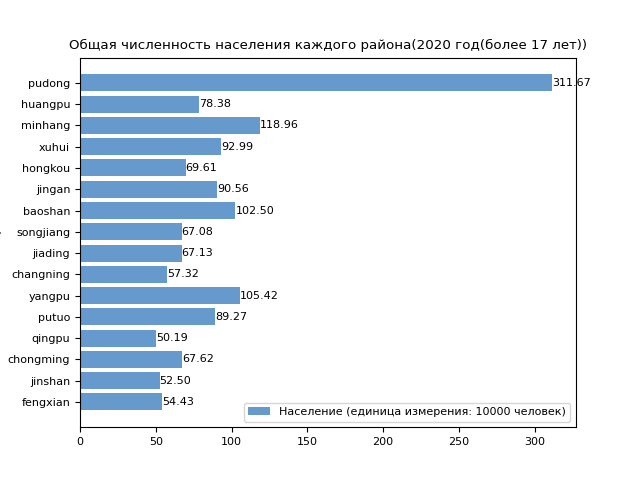 Общая численность населения каждого района(2020 год(более 17 лет))
pudong 311.67
huangpu 78.38
minhang 118.96
xuhui 92.99
hongkou 69.61
jingan 90.56
baoshan 102.50
songjiang 67.08
jiading 67.13
changning 57.32
yangpu 105.42
putuo 89.27
qingpu 50.19
chongming 67.62
jinshan 52.50
fengxian 54.43
Население (единица измерения: 10000 человек)
0 50 100 150 200 250 300